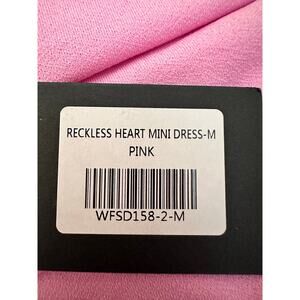 RECKLESS HEART MINI DRESS-M
PINK
WFSD158-2-M